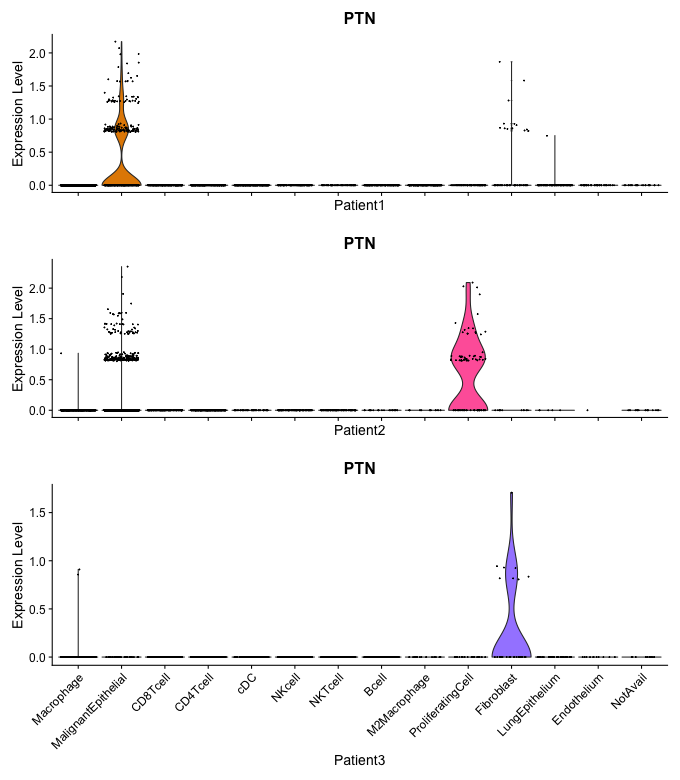 PTN
Expression Level
2.0
1.5
1.0
0.5
0.0
Patient1
PTN
Expression Level
2.0
1.5
1.0
0.5
0.0
Patient2
PTN
Expression Level
1.5
1.0
0.5
0.0
Macrophage
MalignantEpithelial
CD8Tcell
CD4Tcell
cDC
NKcell
NKTcell
Bcell
M2Macrophage
ProliferatingCell
Fibroblast
LungEpithelium
Endothelium
NotAvail
Patient3